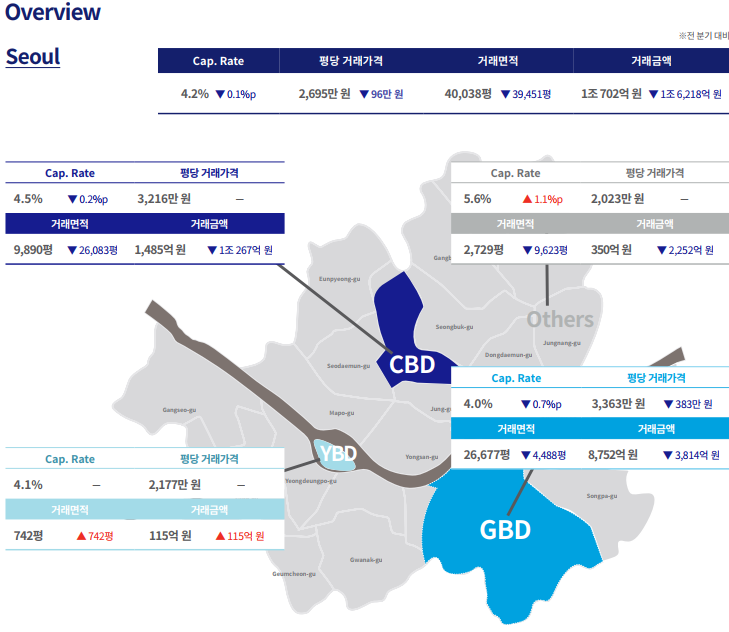 Overview
※전 분기 대비
Seoul
Cap. Rate 평당 거래가격 거래면적 거래금액
4.2% ▼0.1%p 2,695만 원 ▼96만 원 40,038평 ▼39,451평 1조 702억 원 ▼1조 6,218억 원
Cap. Rate 평당 거래가격
4.5% ▼0.2%p 3,216만 원 –
거래면적 거래금액
9,890평 ▼26,083평 1,485억 원 ▼1조 267억 원
Cap. Rate 평당 거래가격
5.6% ▲1.1%p 2,023만 원 –
거래면적 거래금액
2,729평 ▼9,623평 350억 원 ▼2,252억 원
Eunpyeong-gu
Others
Seongbuk-gu
Jungnang-gu
Dongdaemun-gu
CBD
Seodaemun-gu
Cap. Rate 평당 거래가격
4.0% ▼0.7%p 3,363만 원 ▼383만 원
거래면적 거래금액
26,677평 ▼4,488평 8,752억 원 ▼3,814억 원
Gangseo-gu
Mapo-gu
Jung-g
YBD
Yongsan-gu
Cap. Rate 평당 거래가격
4.1% – 2,177만 원 –
거래면적 거래금액
742평 ▲742평 115억 원 ▲115억 원
Yeongdeungpo-gu
Songpa-gu
GBD
Gwanak-gu
Geumcheon-gu